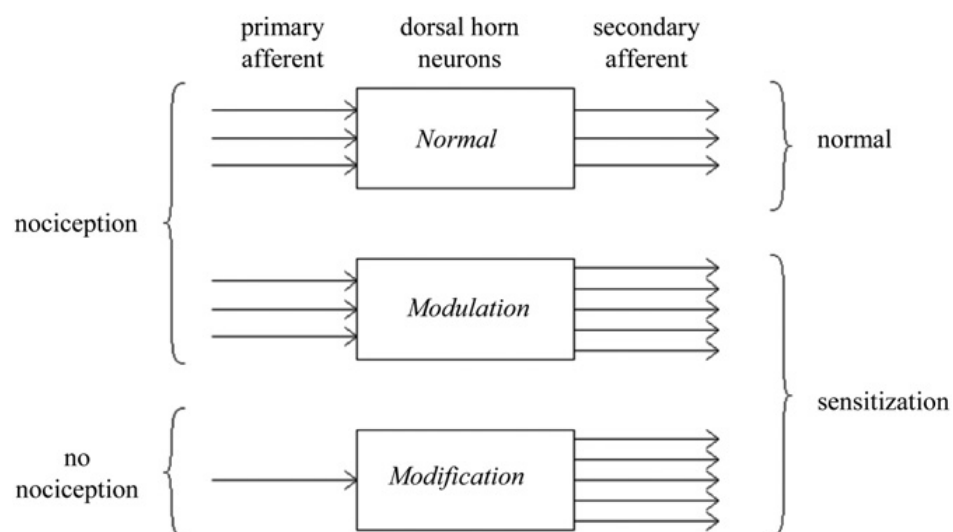 primary
afferent
dorsal horn
neurons
secondary
afferent
Normal
normal
nociception
Modulation
sensitization
no
nociception
Modification